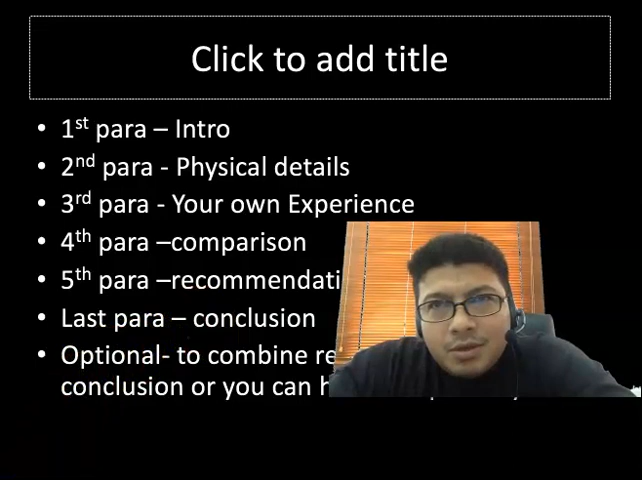 Click to add title
• 1st para – Intro
• 2nd para - Physical details
• 3rd para - Your own Experience
• 4th para –comparison
• 5th para –recommendati
Last para – conclusion
• Optional- to combine re
conclusion or you can h